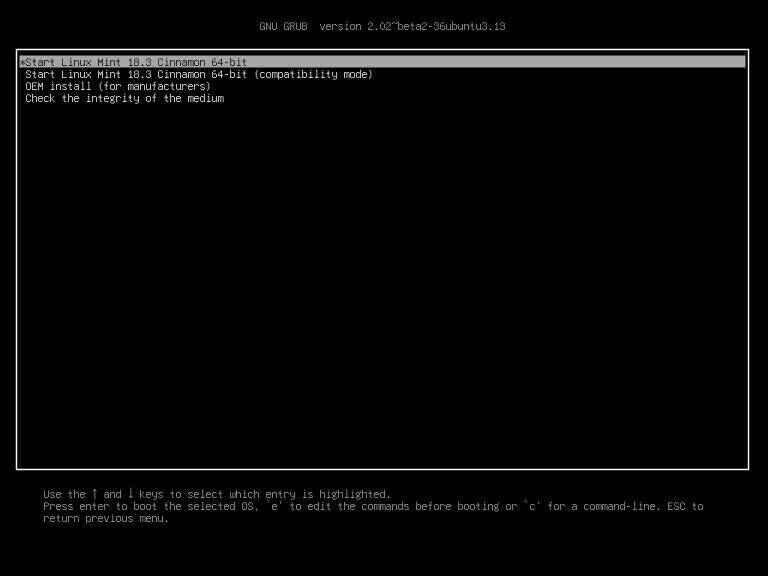 GNU GRUB  version 2.02~beta2-36ubuntu3.13
*Start Linux Mint 18.3 Cinnamon 64-bit
Start Linux Mint 18.3 Cinnamon 64-bit (compatibility mode)
OEM install (for manufacturers)
Check the integrity of the medium
Use the ↑ and ↓ keys to select which entry is highlighted.
Press enter to boot the selected OS, `e' to edit the commands before booting or `c' for a command-line. ESC to
return previous menu.